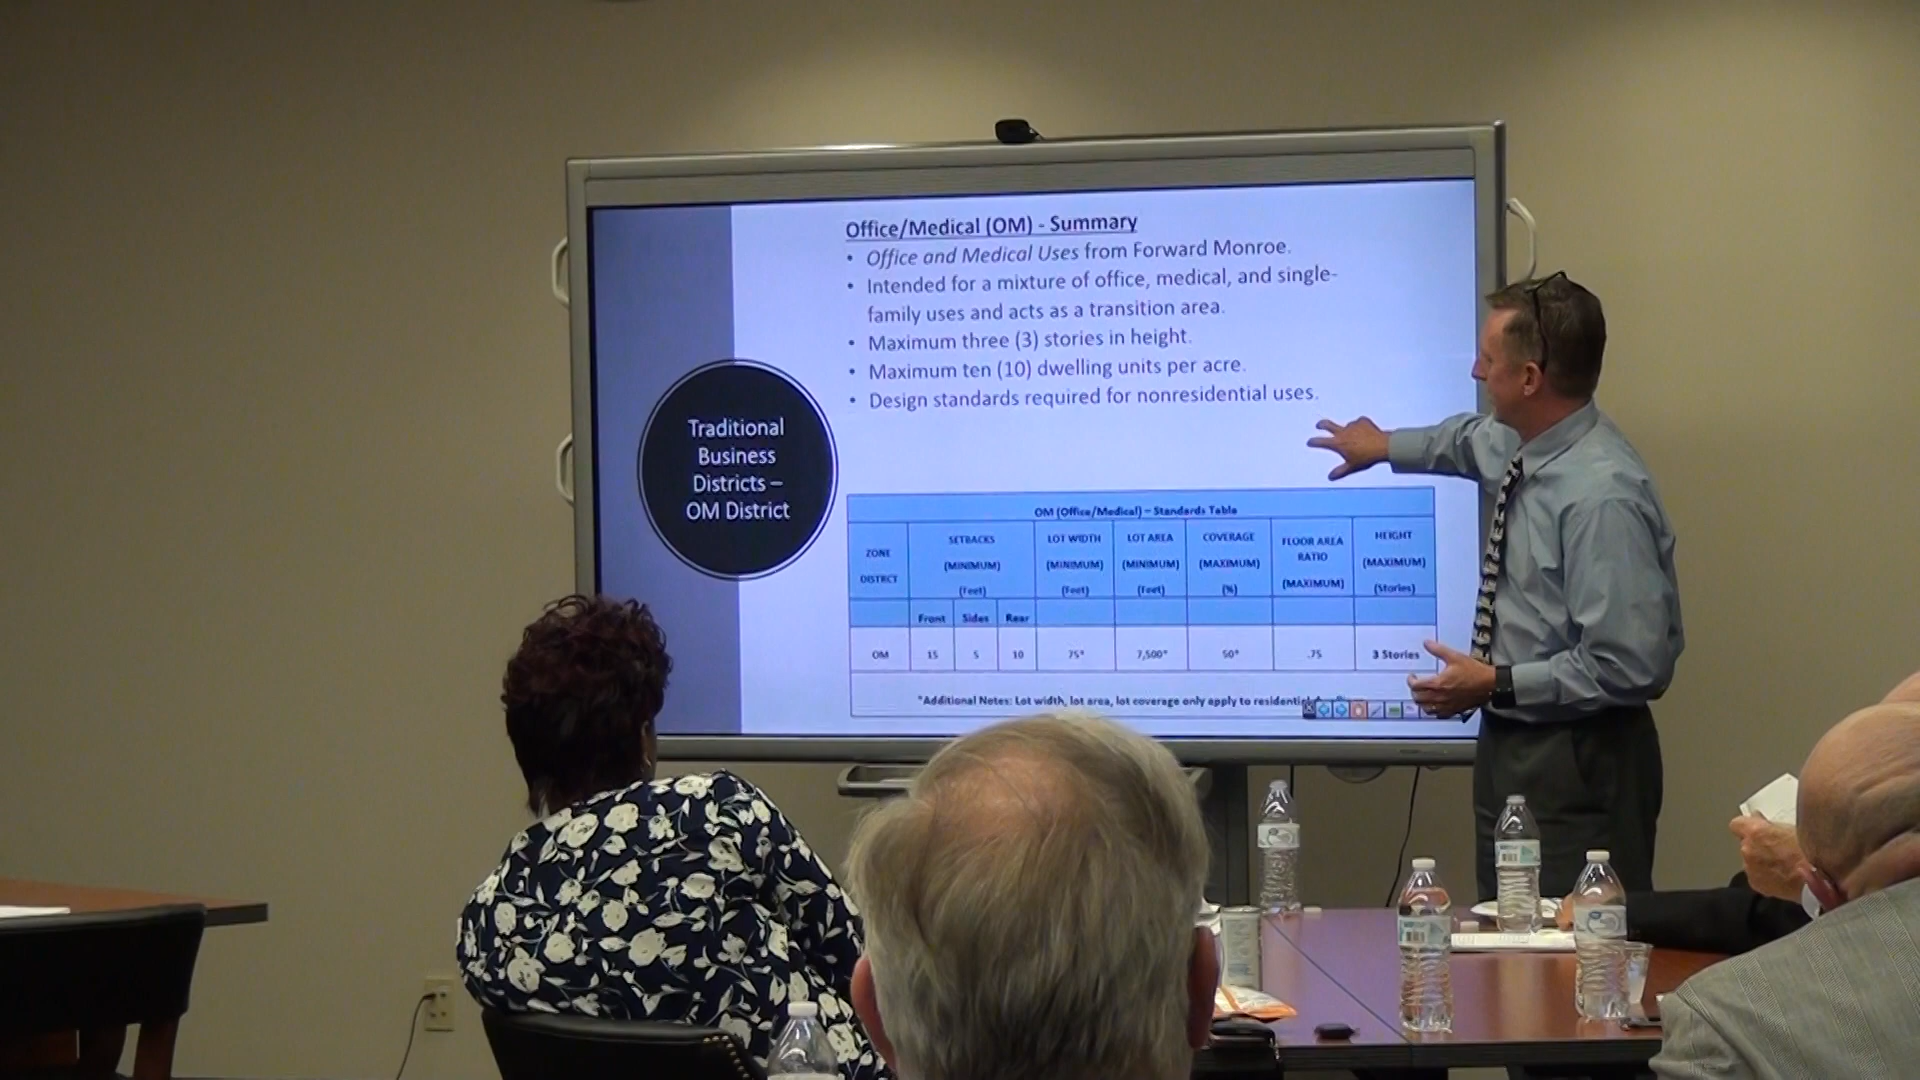 Office/Medical (OM) - Summary
• Office and Medical Uses from Forward Monroe.
• Intended for a mixture of office, medical, and single-
family uses and acts as a transition area.
• Maximum three (3) stories in height.
• Maximum ten (10) dwelling units per acre.
• Design standards required for nonresidential uses.
Traditional
Business
Districts –
OM District
OM (Office/Medical) – Standards Table
ZONE
DISTRCT
SETBACKS
(MINIMUM)
(Feet)
LOT WIDTH
(MINIMUM)
(Feet)
LOT AREA
(MINIMUM)
(Feet)
COVERAGE
(MAXIMUM)
(%)
FLOOR AREA
RATIO
(MAXIMUM)
HEIGHT
(MAXIMUM)
(Stories)
Front Sides Rear
OM 15 5 10 75* 7,500* 50* .75 3 Stories
*Additional Notes: Lot width, lot area, lot coverage only apply to